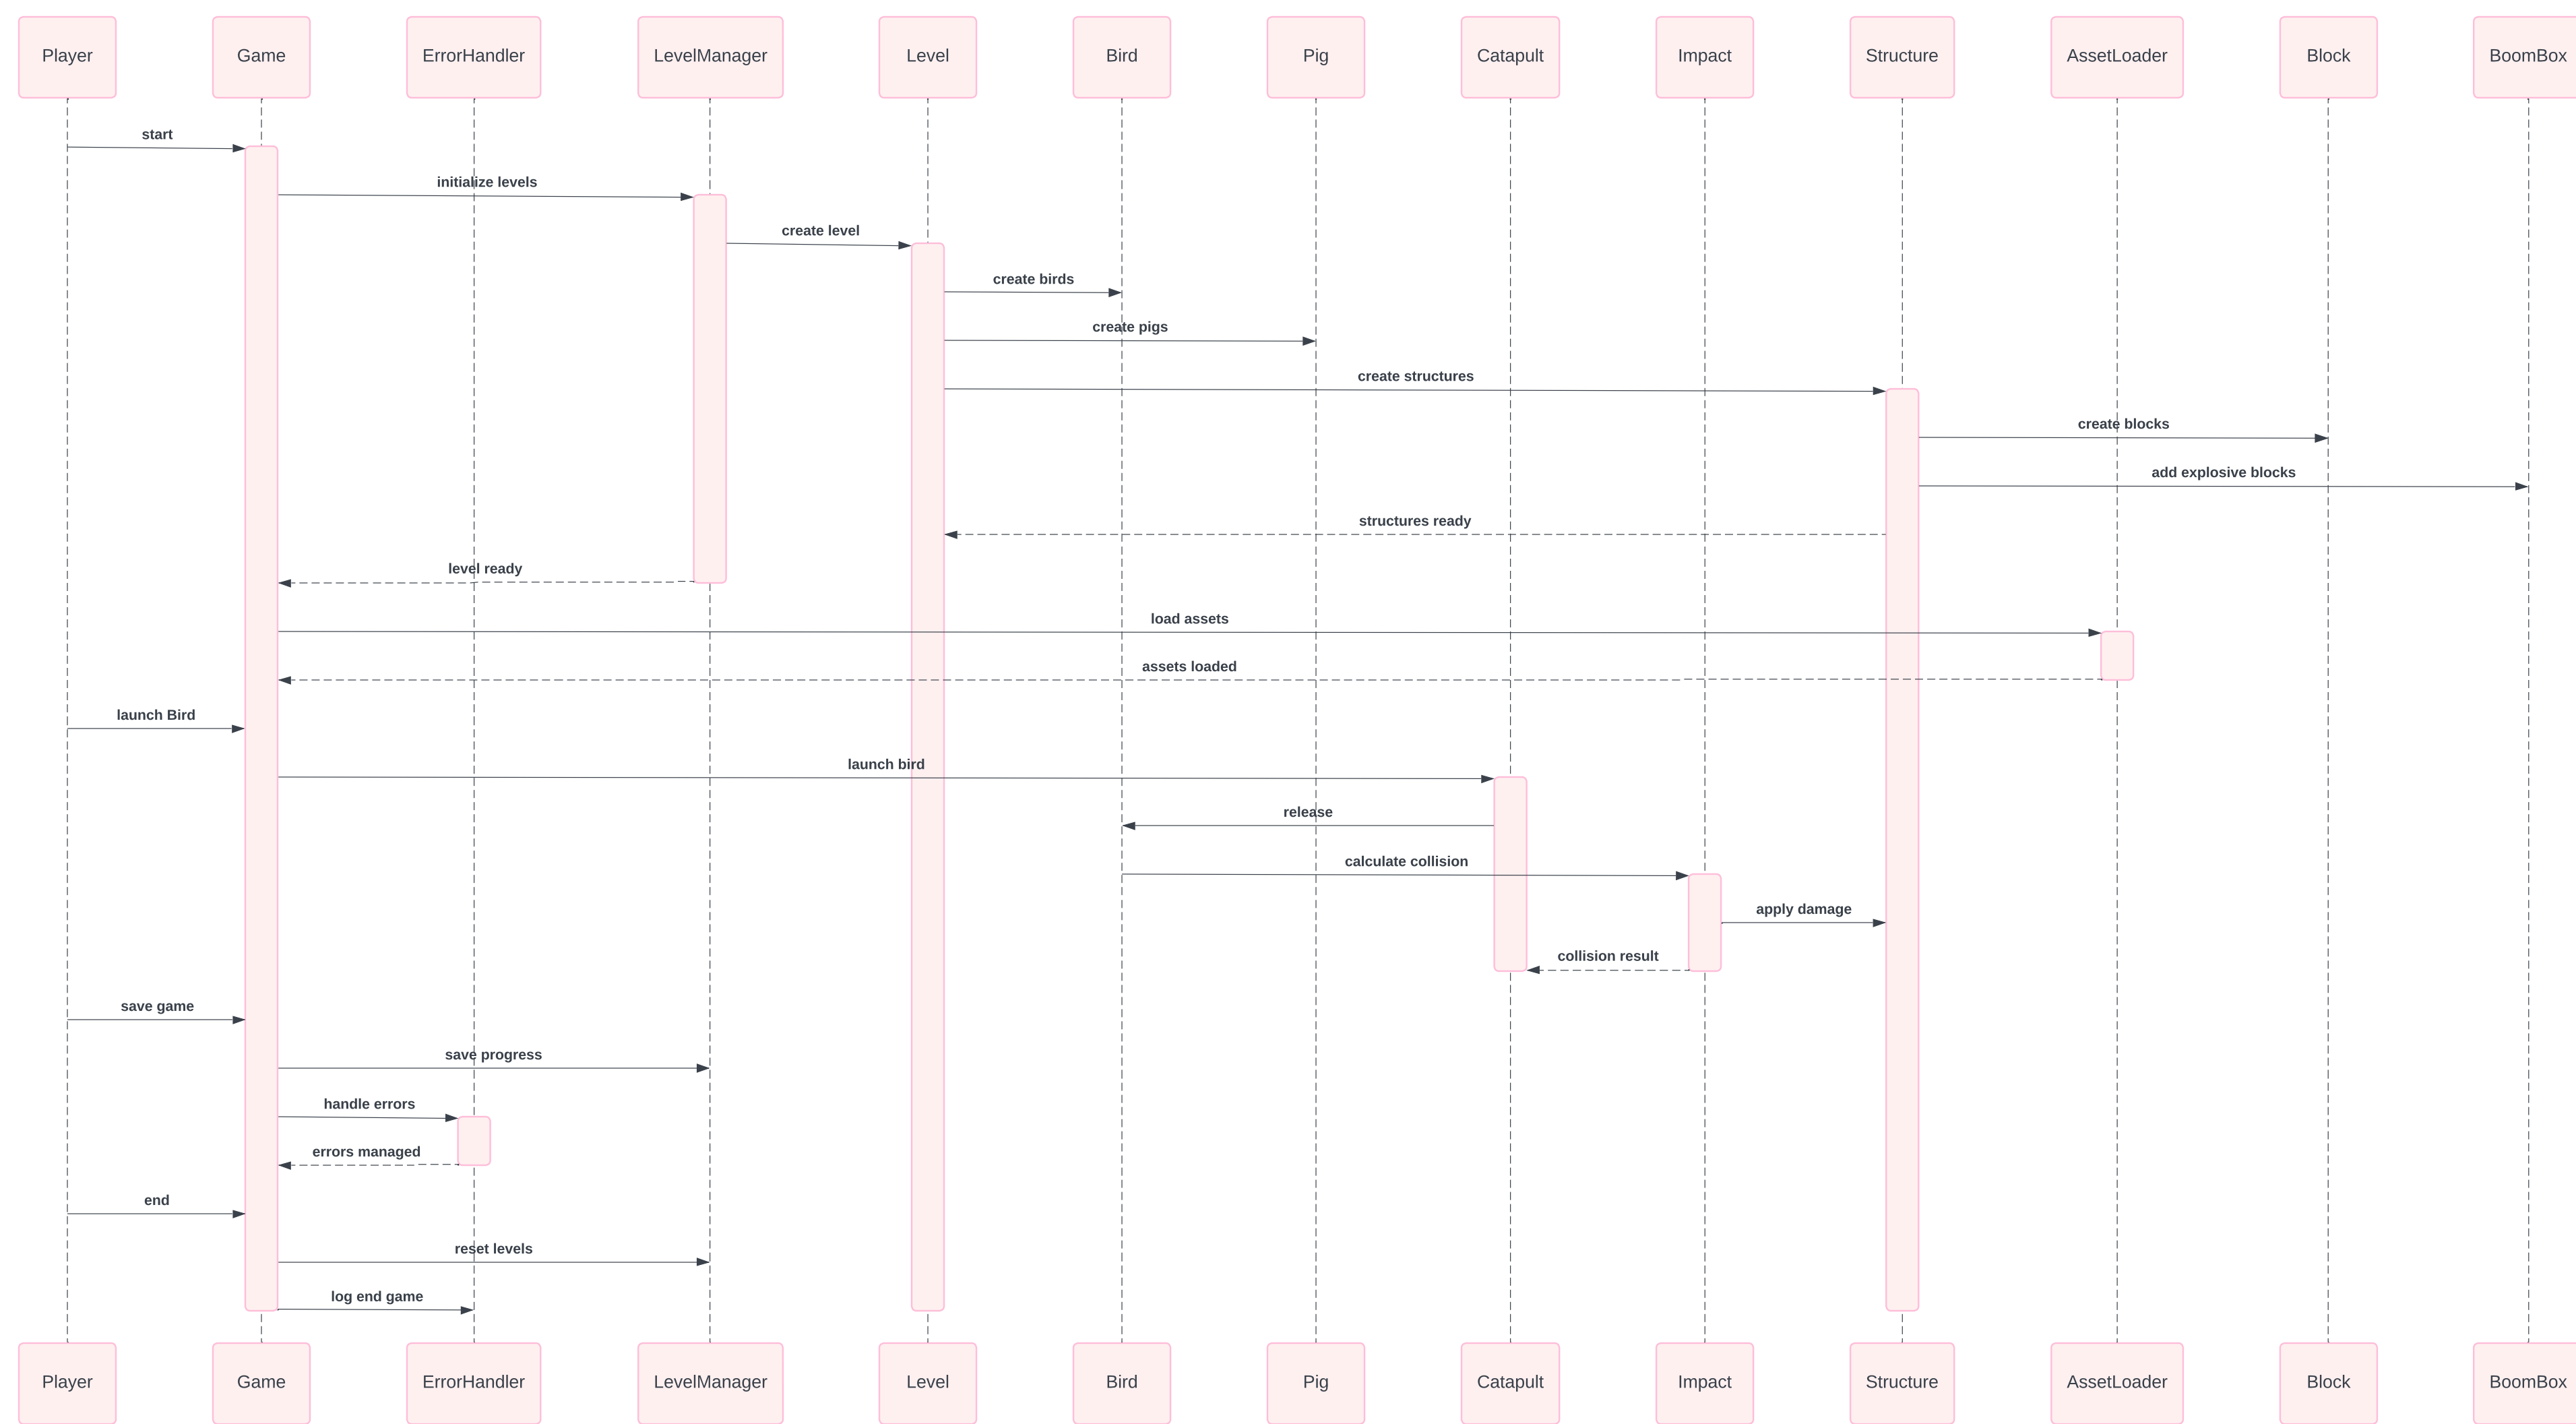 Player
Game
ErrorHandler
LevelManager
Level
Bird
Pig
Catapult
Impact
Structure
AssetLoader
Block
BoomBox
start
initialize levels
create level
create birds
create pigs
create structures
create blocks
add explosive blocks
structures ready
level ready
load assets
assets loaded
launch Bird
launch bird
release
calculate collision
apply damage
collision result
save game
save progress
handle errors
errors managed
end
reset levels
log end game
Player
Game
ErrorHandler
LevelManager
Level
Bird
Pig
Catapult
Impact
Structure
AssetLoader
Block
BoomBox